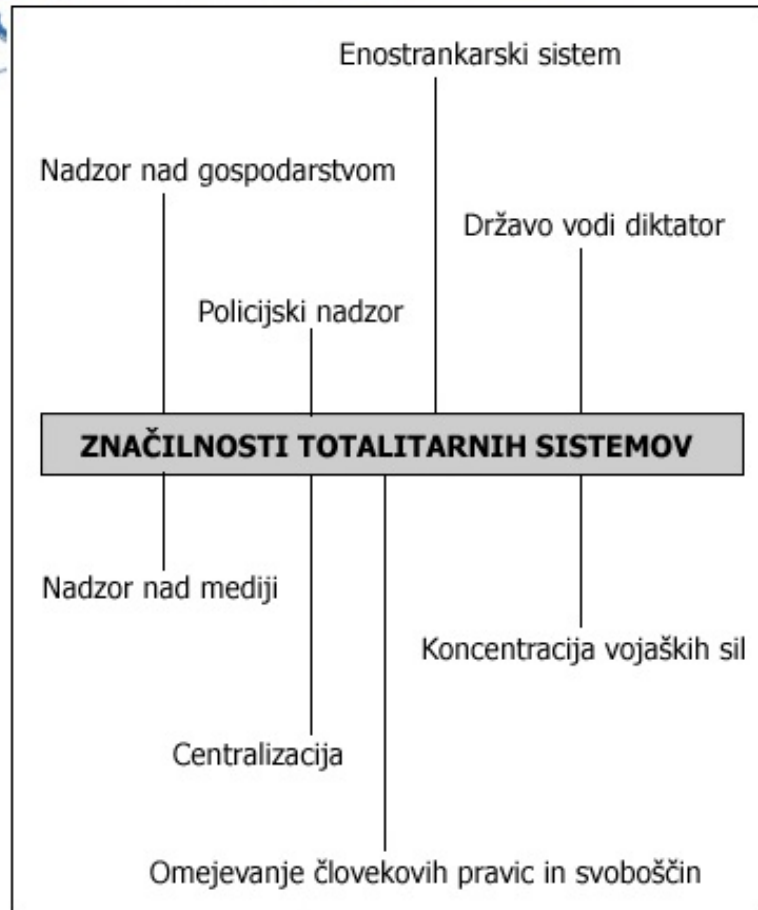 Enostrankarski sistem
Nadzor nad gospodarstvom
Državo vodi diktator
Policijski nadzor
ZNAČILNOSTI TOTALITARNIH SISTEMOV
Nadzor nad mediji
Koncentracija vojaških sil
Centralizacija
Omejevanje človekovih pravic in svoboščin